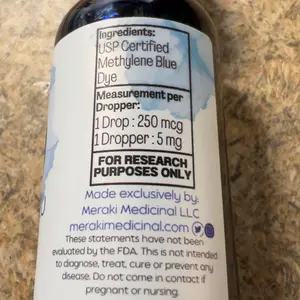 Ingredients:
USP Certified
Methylene Blue
Dye
Measurement per
Dropper:
1 Drop : 250 mcg
1 Dropper : 5 mg
FOR RESEARCH
PURPOSES ONLY
Made exclusively by:
Meraki Medicinal LLC
merakimedicinal.com
These statements have not been
evaluated by the FDA. This is not intended
to diagnose, treat, cure or prevent any
disease. Do not come in contact if
pregnant or nursing.